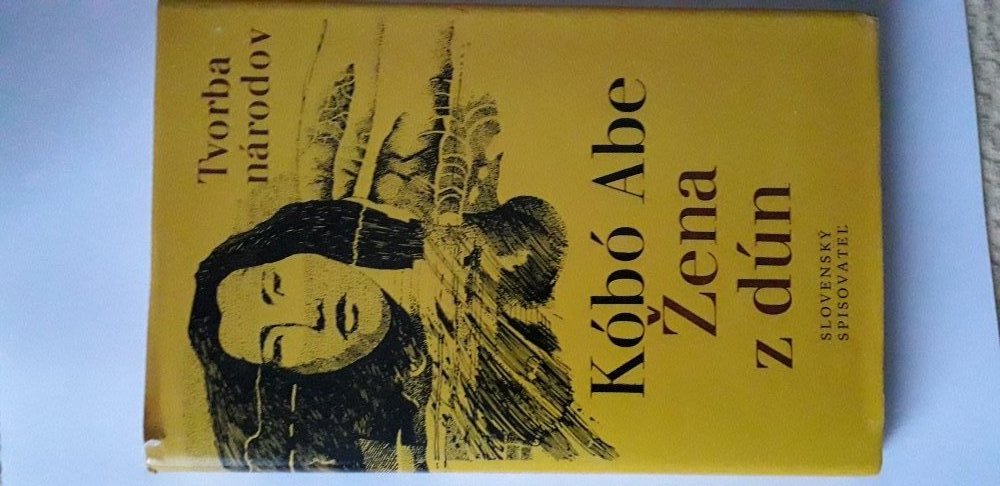 Tvorba
národov
Kóbó Abe
Žena
z dún
SLOVENSKÝ
SPISOVATEĽ